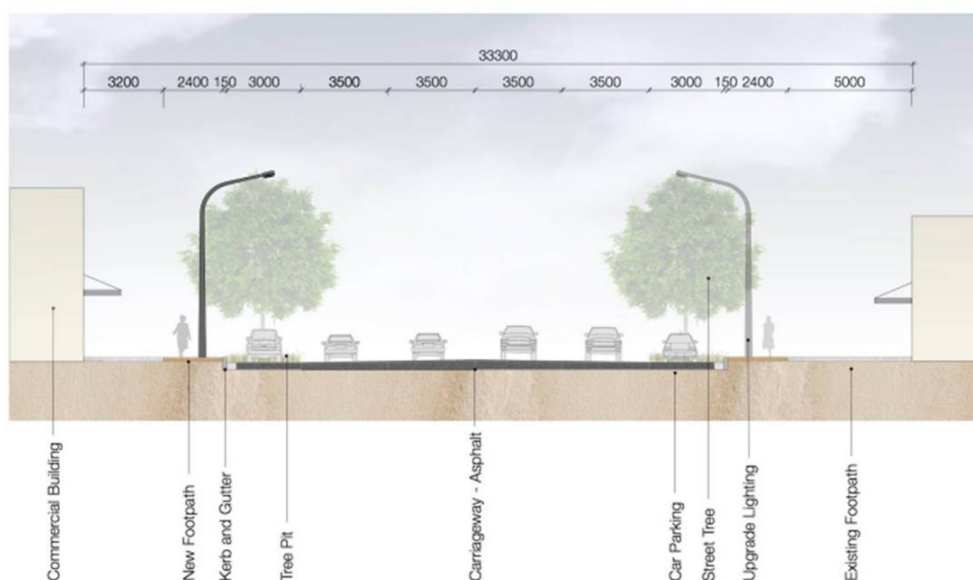 33300
3200 2400 150 3000 3500 3500 3500 3500 3000 150 2400 5000
Commercial Building
New Footpath
Kerb and Gutter
Tree Pit
Carriageway - Asphalt
Car Parking
Street Tree
Upgrade Lighting
Existing Footpath